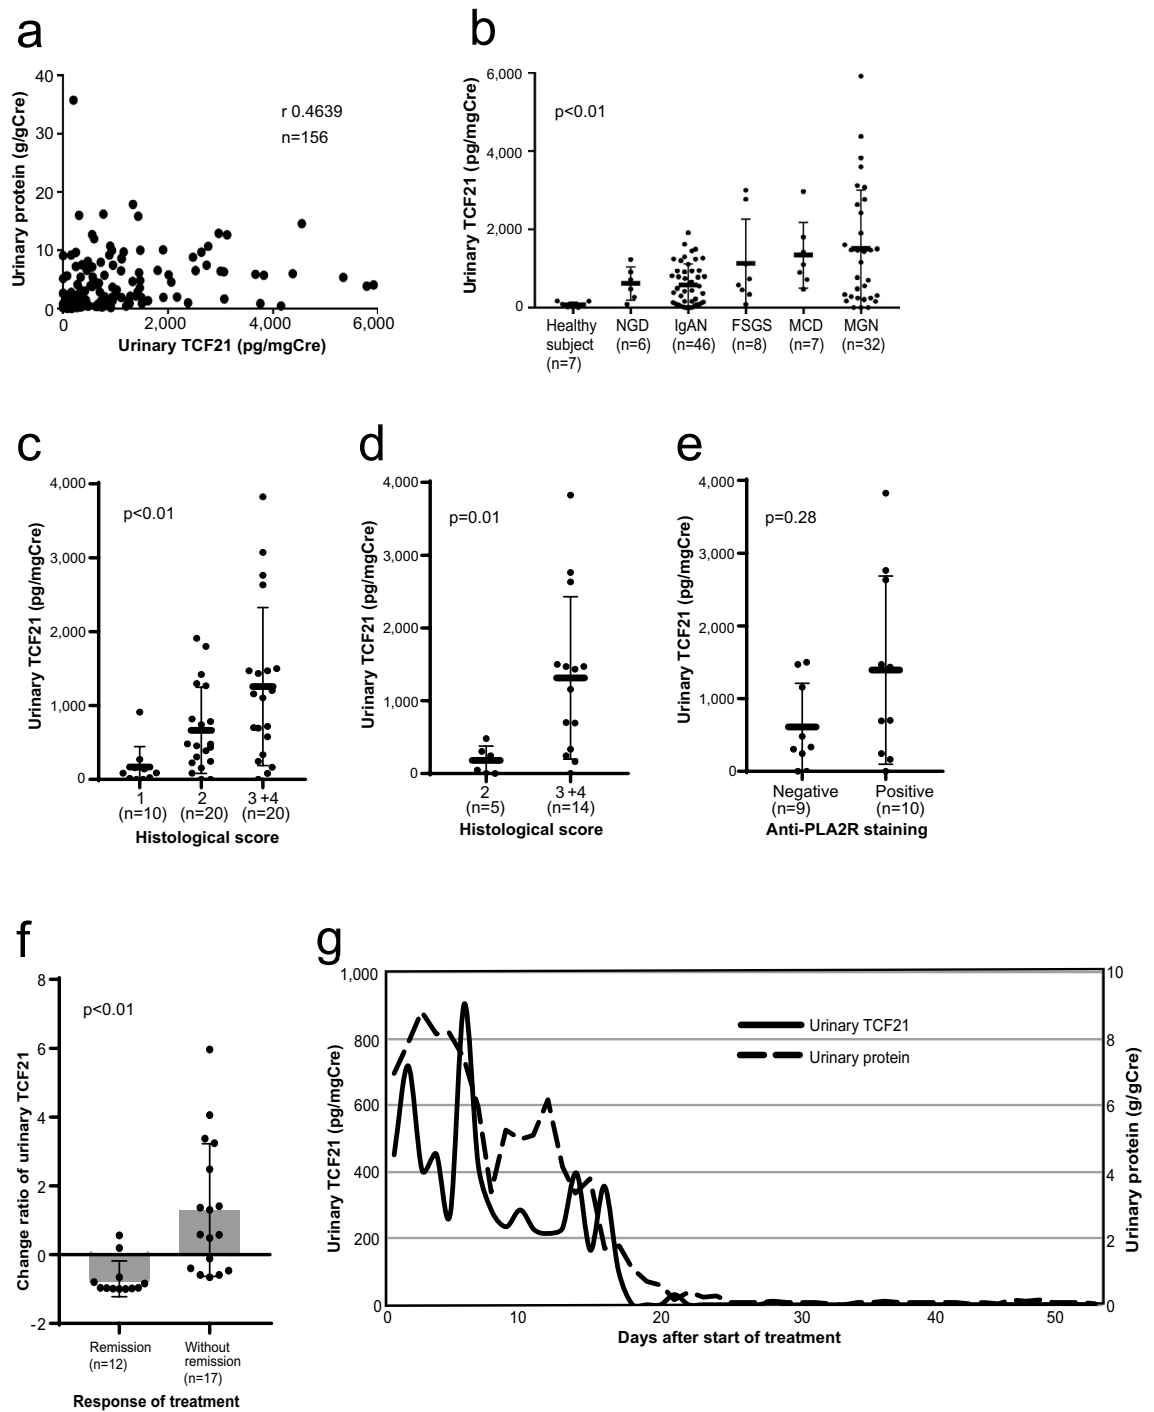 a
Urinary protein (g/gCre)
40
30
20
10
0
r 0.4639
n=156
0
2,000
4,000
6,000
Urinary TCF21 (pg/mgCre)
b
Urinary TCF21 (pg/mgCre)
6,000
4,000
2,000
0
p<0.01
Healthy subject (n=7)
NGD (n=6)
IgAN (n=46)
FSGS (n=8)
MCD (n=7)
MGN (n=32)
c
Urinary TCF21 (pg/mgCre)
4,000
3,000
2,000
1,000
0
p<0.01
1 (n=10)
2 (n=20)
3 +4 (n=20)
Histological score
d
Urinary TCF21 (pg/mgCre)
4,000
3,000
2,000
1,000
0
p=0.01
2 (n=5)
3 +4 (n=14)
Histological score
e
Urinary TCF21 (pg/mgCre)
4,000
3,000
2,000
1,000
0
p=0.28
Negative (n=9)
Positive (n=10)
Anti-PLA2R staining
f
Change ratio of urinary TCF21
8
6
4
2
0
-2
p<0.01
Remission (n=12)
Without remission (n=17)
Response of treatment
g
Urinary TCF21 (pg/mgCre)
1,000
800
600
400
200
0
Urinary TCF21
Urinary protein
10
8
6
4
2
0
Urinary protein (g/gCre)
0
10
20
30
40
50
Days after start of treatment